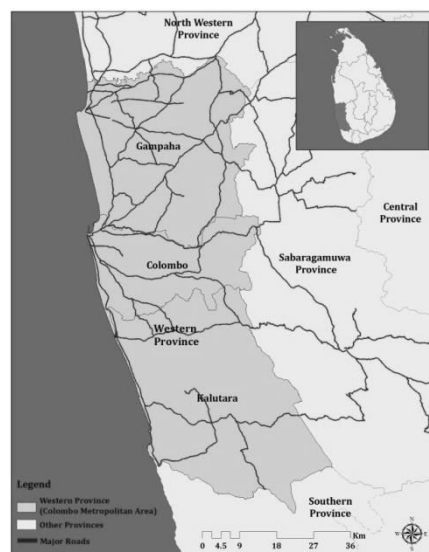 North Western
Province
Gampaha
Central
Province
Colombo
Sabaragamuwa
Province
Western
Province
Kalutara
Legend
Western Province
(Colombo Metropolitan Area)
Other Provinces
Major Roads
Southern
Province
N
W E
S
Km
0 4.5 9 18 27 36